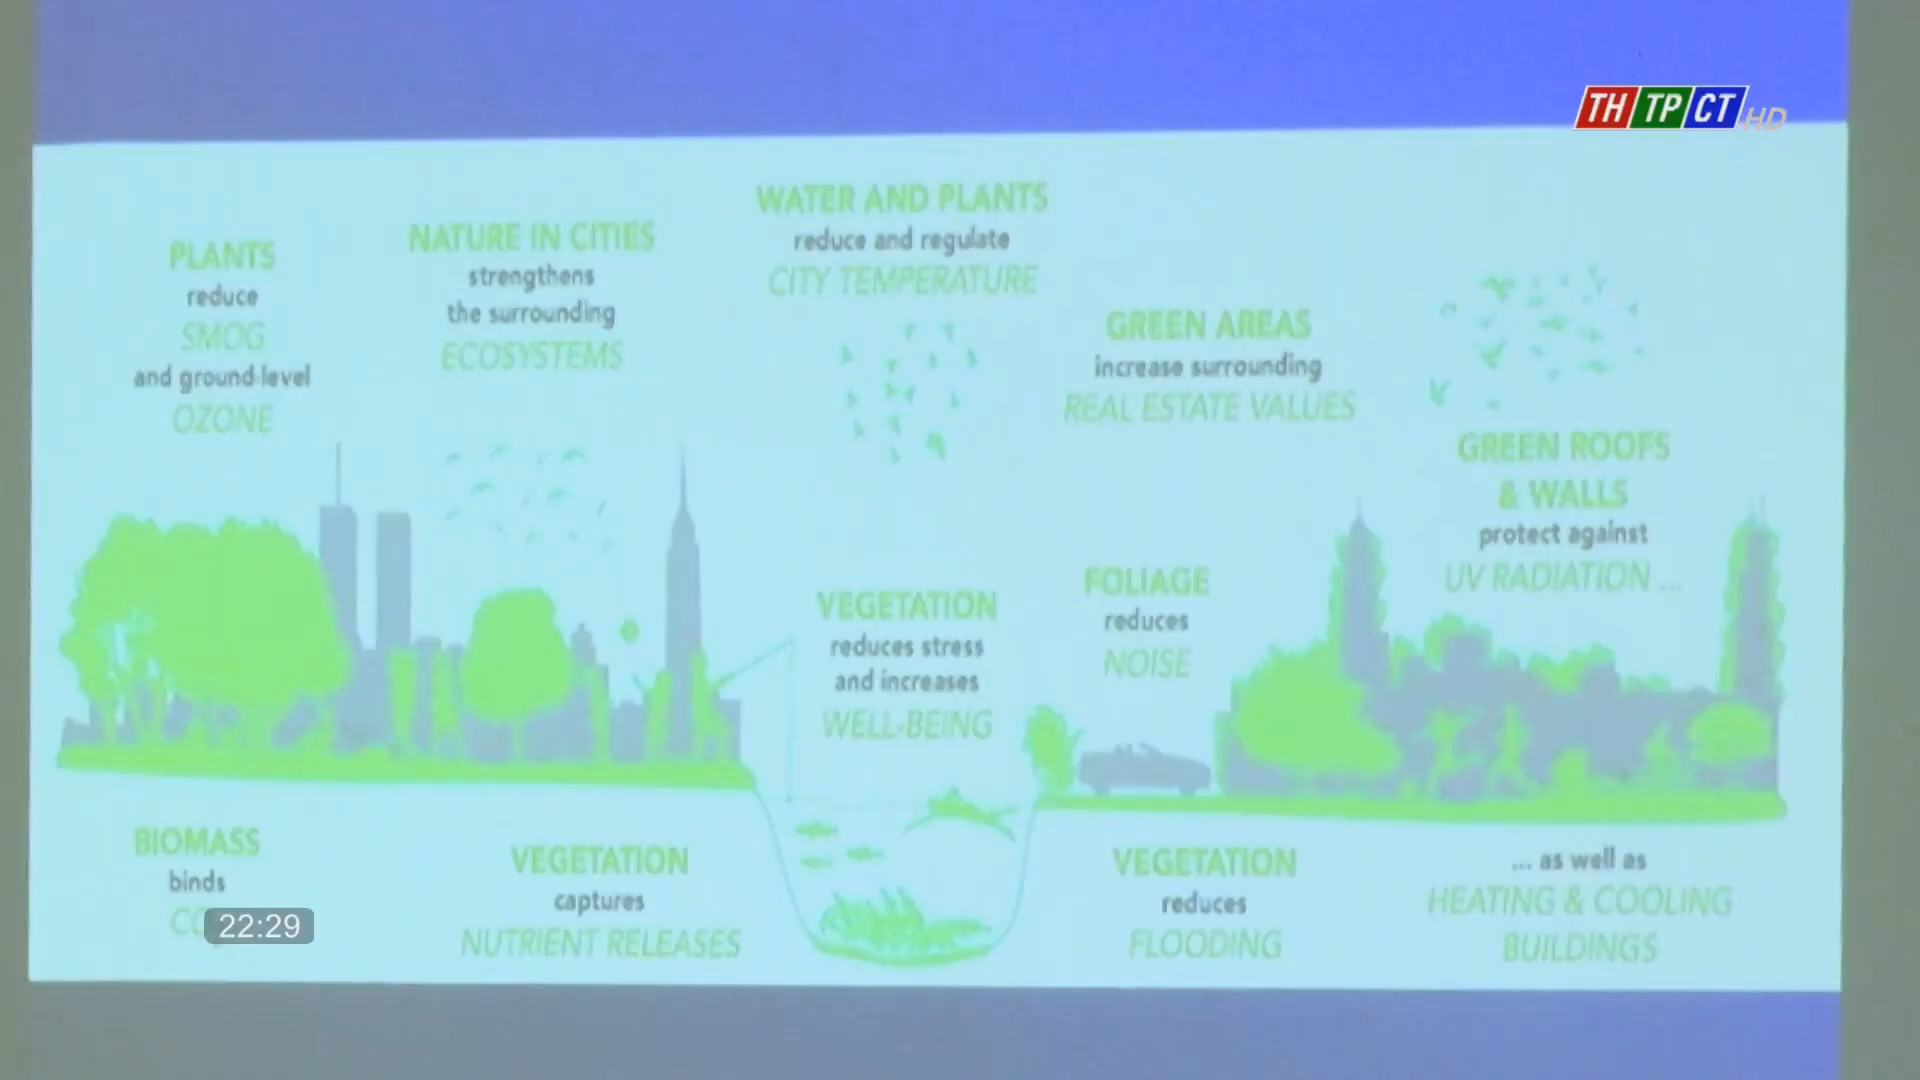 TH TP CT HD
PLANTS
reduce
SMOG
and ground-level
OZONE
NATURE IN CITIES
strengthens
the surrounding
ECOSYSTEMS
WATER AND PLANTS
reduce and regulate
CITY TEMPERATURE
GREEN AREAS
increase surrounding
REAL ESTATE VALUES
GREEN ROOFS
& WALLS
protect against
UV RADIATION ...
VEGETATION
reduces stress
and increases
WELL-BEING
FOLIAGE
reduces
NOISE
BIOMASS
binds
22:29
VEGETATION
captures
NUTRIENT RELEASES
VEGETATION
reduces
FLOODING
... as well as
HEATING & COOLING
BUILDINGS